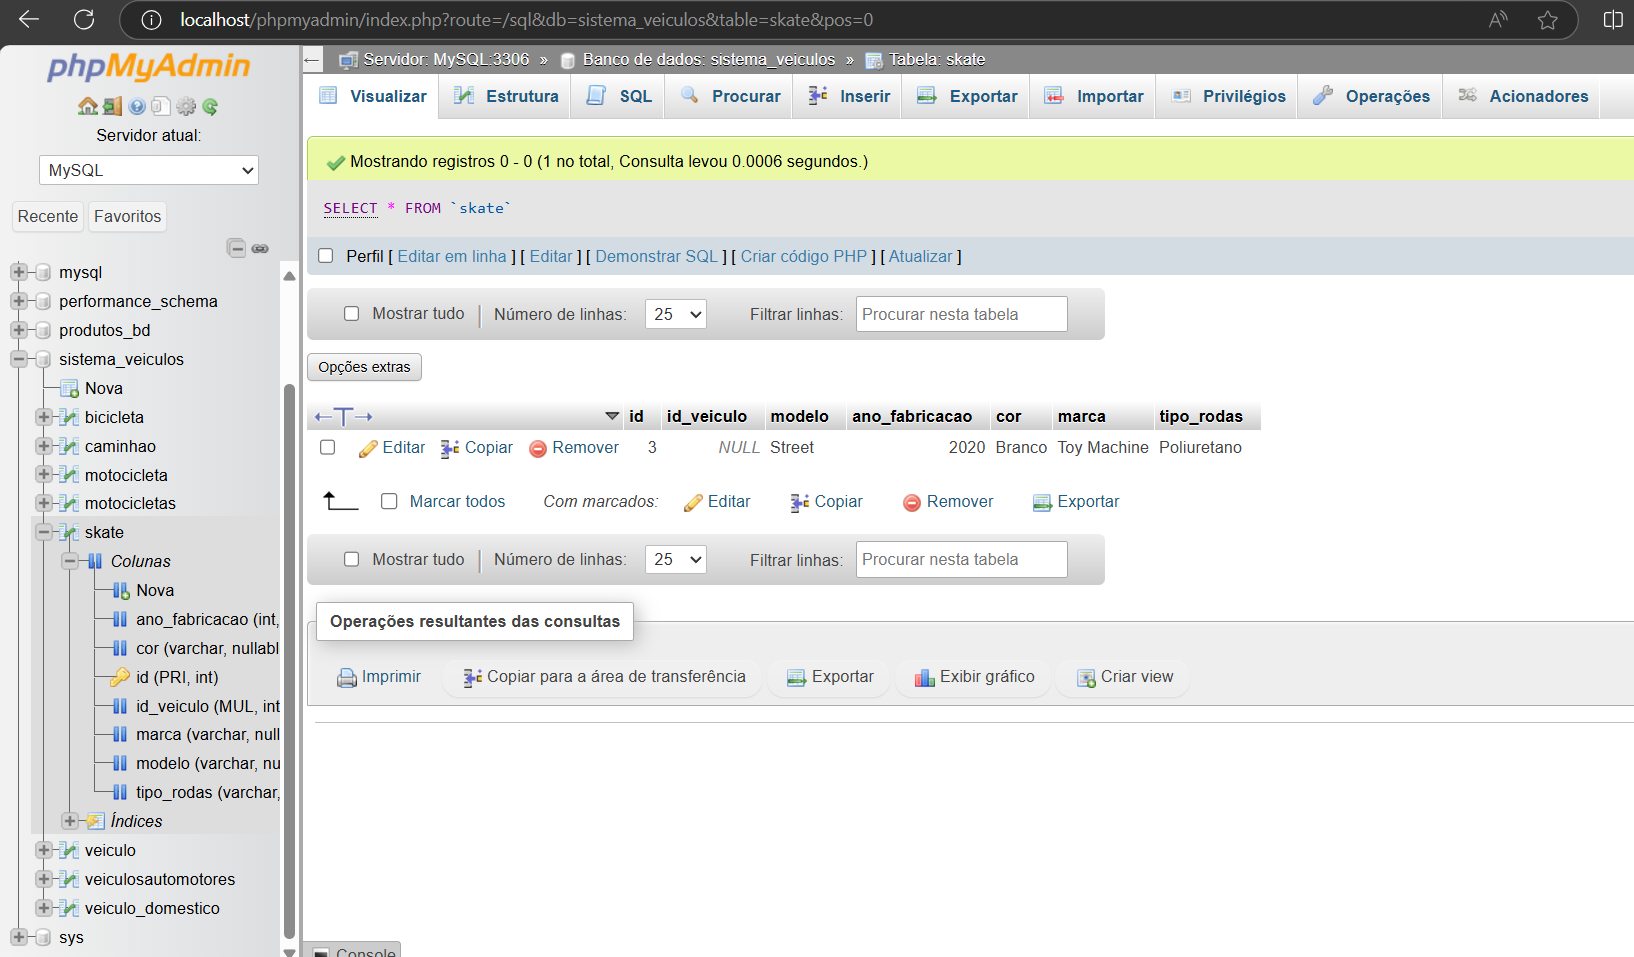 localhost/phpmyadmin/index.php?route=/sql&db=sistema_veiculos&table=skate&pos=0
phpMyAdmin
Servidor atual:
MySQL
Recente
Favoritos
mysql
performance_schema
produtos_bd
sistema_veiculos
Nova
bicicleta
caminhao
motocicleta
motocicletas
skate
Colunas
Nova
ano_fabricacao (int,
cor (varchar, nullabl
id (PRI, int)
id_veiculo (MUL, int
marca (varchar, null
modelo (varchar, nu
tipo_rodas (varchar,
Índices
veiculo
veiculosautomotores
veiculo_domestico
sys
Servidor: MySQL:3306 » Banco de dados: sistema_veiculos » Tabela: skate
Visualizar Estrutura SQL Procurar Inserir Exportar Importar Privilégios Operações Acionadores
Mostrando registros 0 - 0 (1 no total, Consulta levou 0.0006 segundos.)
SELECT * FROM `skate`
Perfil [ Editar em linha ] [ Editar ] [ Demonstrar SQL ] [ Criar código PHP ] [ Atualizar ]
Mostrar tudo Número de linhas: 25 Filtrar linhas: Procurar nesta tabela
Opções extras
←T→ id id_veiculo modelo ano_fabricacao cor marca tipo_rodas
Editar Copiar Remover 3 NULL Street 2020 Branco Toy Machine Poliuretano
Marcar todos Com marcados: Editar Copiar Remover Exportar
Mostrar tudo Número de linhas: 25 Filtrar linhas: Procurar nesta tabela
Operações resultantes das consultas
Imprimir Copiar para a área de transferência Exportar Exibir gráfico Criar view
Console